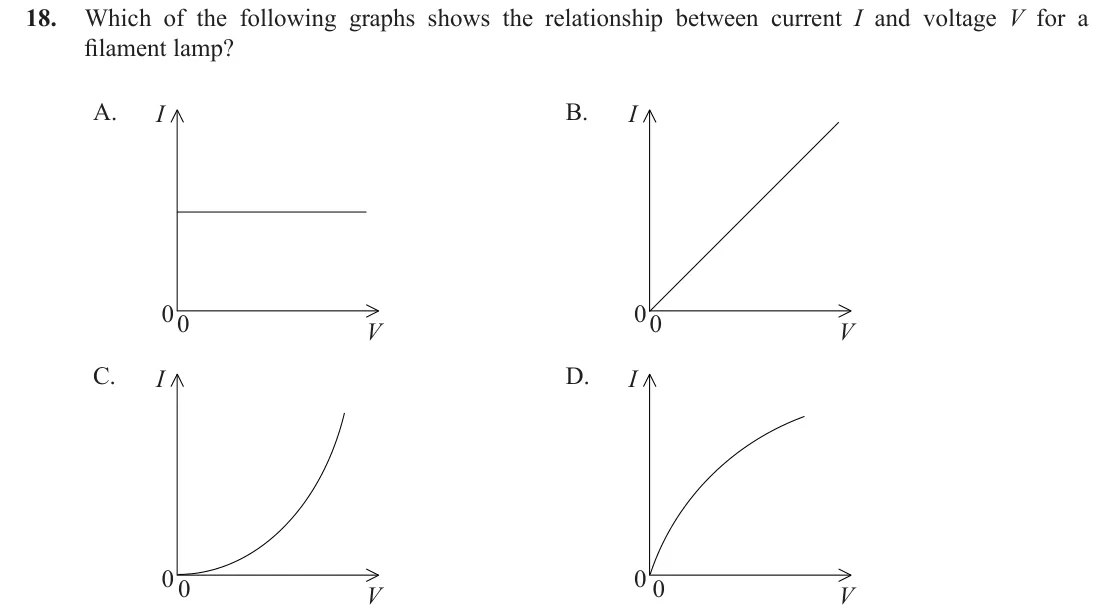 18. Which of the following graphs shows the relationship between current I and voltage V for a
filament lamp?
A. I
0
0
V
B. I
0
0
V
C. I
0
0
V
D. I
0
0
V